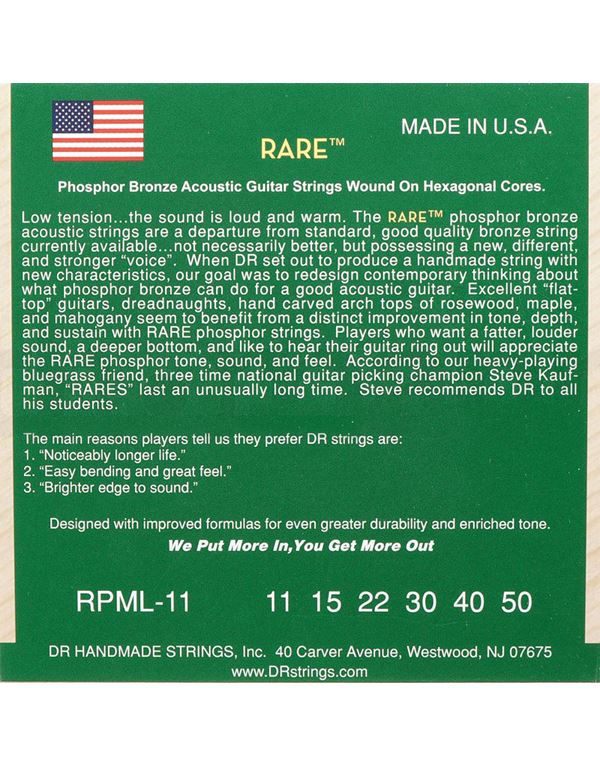 MADE IN U.S.A.
RARE™
Phosphor Bronze Acoustic Guitar Strings Wound On Hexagonal Cores.
Low tension...the sound is loud and warm. The RARE™ phosphor bronze
acoustic strings are a departure from standard, good quality bronze string
currently available...not necessarily better, but possessing a new, different,
and stronger “voice”. When DR set out to produce a handmade string with
new characteristics, our goal was to redesign contemporary thinking about
what phosphor bronze can do for a good acoustic guitar. Excellent “flat-
top” guitars, dreadnaughts, hand carved arch tops of rosewood, maple,
and mahogany seem to benefit from a distinct improvement in tone, depth,
and sustain with RARE phosphor strings. Players who want a fatter, louder
sound, a deeper bottom, and like to hear their guitar ring out will appreciate
the RARE phosphor tone, sound, and feel. According to our heavy-playing
bluegrass friend, three time national guitar picking champion Steve Kauf-
man, “RARES” last an unusually long time. Steve recommends DR to all
his students.
The main reasons players tell us they prefer DR strings are:
1. “Noticeably longer life.”
2. “Easy bending and great feel.”
3. “Brighter edge to sound.”
Designed with improved formulas for even greater durability and enriched tone.
We Put More In,You Get More Out
RPML-11 11 15 22 30 40 50
DR HANDMADE STRINGS, Inc. 40 Carver Avenue, Westwood, NJ 07675
www.DRstrings.com